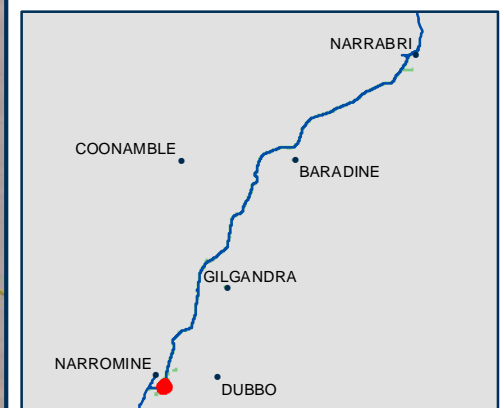 NARRABRI
COONAMBLE
BARADINE
GILGANDRA
NARROMINE
DUBBO